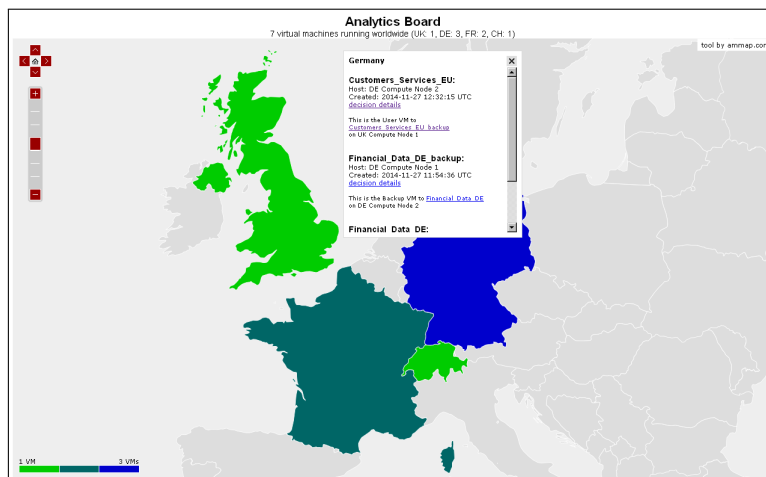 Analytics Board
7 virtual machines running worldwide (UK: 1, DE: 3, FR: 2, CH: 1)
tool by ammap.com
Germany
Customers_Services_EU:
Host: DE Compute Node 2
Created: 2014-11-27 12:32:15 UTC
decision details
This is the User VM to
Customers_Services_EU_backup
on UK Compute Node 1
Financial_Data_DE_backup:
Host: DE Compute Node 1
Created: 2014-11-27 11:54:36 UTC
decision details
This is the Backup VM to Financial_Data_DE
on DE Compute Node 2
Financial_Data_DE:
1 VM
3 VMs